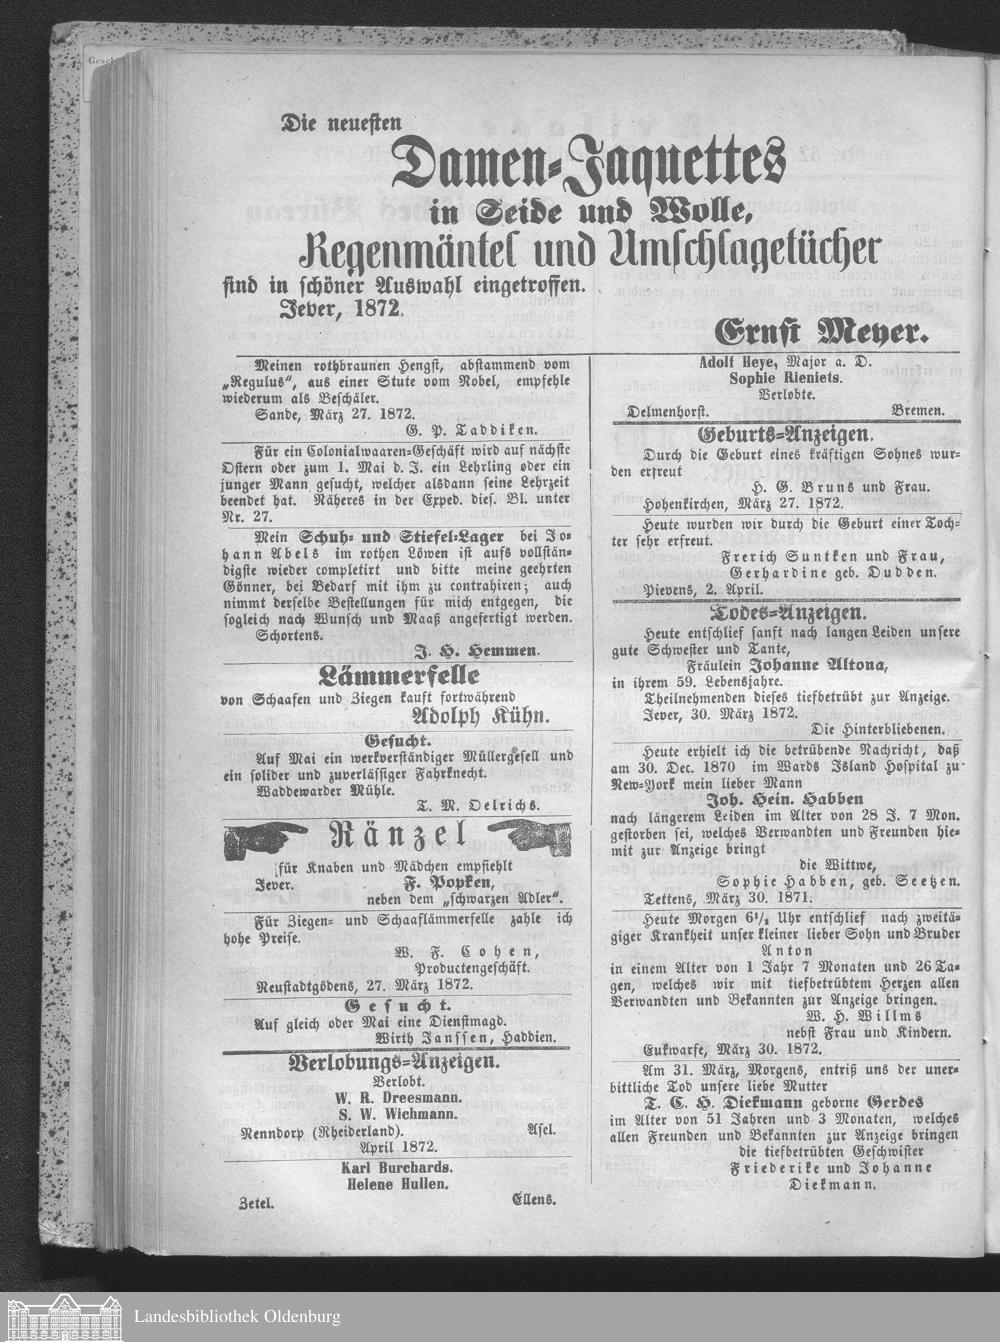 Die neuesten
Damen-Jaquettes
in Seide und Wolle,
Regenmäntel und Umschlagetücher
sind in schöner Auswahl eingetroffen.
Jever, 1872.
Ernst Meyer.
Meinen rothbraunen Hengst, abstammend vom
„Regulus“, aus einer Stute vom Nobel, empfehle
wiederum als Beschäler.
Sande, März 27. 1872.
G. P. Taddiken.
Für ein Colonialwaaren-Geschäft wird auf nächste
Ostern oder zum 1. Mai d. J. ein Lehrling oder ein
junger Mann gesucht, welcher alsdann seine Lehrzeit
beendet hat. Näheres in der Exped. dies. Bl. unter
Nr. 27.
Mein Schuh- und Stiefel-Lager bei Jo-
hann Abels im rothen Löwen ist aufs vollstän-
digste wieder completirt und bitte meine geehrten
Gönner, bei Bedarf mit ihm zu contrahiren; auch
nimmt derselbe Bestellungen für mich entgegen, die
sogleich nach Wunsch und Maaß angefertigt werden.
Schortens.
J. H. Hemmen.
Lämmerfelle
von Schaafen und Ziegen kauft fortwährend
Adolph Kühn.
Gesucht.
Auf Mai ein werkverständiger Müllergesell und
ein solider und zuverlässiger Fahrknecht.
Waddewarder Mühle.
T. M. Oelrichs.
Ränzel
für Knaben und Mädchen empfiehlt
Jever. F. Popken,
neben dem „schwarzen Adler“.
Für Ziegen- und Schaaflämmerfelle zahle ich
hohe Preise.
W. F. Cohen,
Productengeschäft.
Neustadtgödens, 27. März 1872.
Gesucht.
Auf gleich oder Mai eine Dienstmagd.
Wirth Janssen, Haddien.
Verlobungs-Anzeigen.
Verlobt.
W. R. Dreesmann.
S. W. Wichmann.
Nenndorp (Rheiderland). Asel.
April 1872.
Karl Burchards.
Helene Hullen.
Zetel. Ellens.
Adolf Heye, Major a. D.
Sophie Rieniets.
Verlobte.
Delmenhorst. Bremen.
Geburts-Anzeigen.
Durch die Geburt eines kräftigen Sohnes wur-
den erfreut
H. G. Bruns und Frau.
Hohenkirchen, März 27. 1872.
Heute wurden wir durch die Geburt einer Toch-
ter sehr erfreut.
Frerich Suntken und Frau,
Gerhardine geb. Dudden.
Pievens, 2. April.
Todes-Anzeigen.
Heute entschlief sanft nach langen Leiden unsere
gute Schwester und Tante,
Fräulein Johanne Altona,
in ihrem 59. Lebensjahre.
Theilnehmenden dieses tiefbetrübt zur Anzeige.
Jever, 30. März 1872.
Die Hinterbliebenen.
Heute erhielt ich die betrübende Nachricht, daß
am 30. Dec. 1870 im Wards Island Hospital zu
New-York mein lieber Mann
Joh. Hein. Habben
nach längerem Leiden im Alter von 28 J. 7 Mon.
gestorben sei, welches Verwandten und Freunden hie-
mit zur Anzeige bringt
die Wittwe,
Sophie Habben, geb. Seetzen.
Tettens, März 30. 1871.
Heute Morgen 6½ Uhr entschlief nach zweitä-
giger Krankheit unser kleiner lieber Sohn und Bruder
Anton
in einem Alter von 1 Jahr 7 Monaten und 26 Ta-
gen, welches wir mit tiefbetrübtem Herzen allen
Verwandten und Bekannten zur Anzeige bringen.
W. H. Willms
nebst Frau und Kindern.
Eukwarfe, März 30. 1872.
Am 31. März, Morgens, entriß uns der uner-
bittliche Tod unsere liebe Mutter
T. C. H. Diekmann geborne Gerdes
im Alter von 51 Jahren und 3 Monaten, welches
allen Freunden und Bekannten zur Anzeige bringen
die tiefbetrübten Geschwister
Friederike und Johanne
Diekmann.
Landesbibliothek Oldenburg